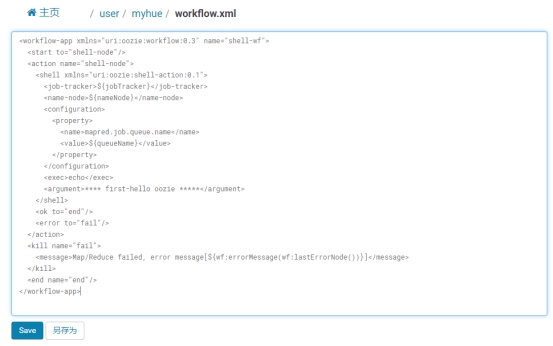 主页 / user / myhue / workflow.xml
<workflow-app xmlns="uri:oozie:workflow:0.3" name="shell-wf">
<start to="shell-node"/>
<action name="shell-node">
<shell xmlns="uri:oozie:shell-action:0.1">
<job-tracker>${jobTracker}</job-tracker>
<name-node>${nameNode}</name-node>
<configuration>
<property>
<name>mapred.job.queue.name</name>
<value>${queueName}</value>
</property>
</configuration>
<exec>echo</exec>
<argument>**** first-hello oozie *****</argument>
</shell>
<ok to="end"/>
<error to="fail"/>
</action>
<kill name="fail">
<message>Map/Reduce failed, error message[${wf:errorMessage(wf:lastErrorNode())}]</message>
</kill>
<end name="end"/>
</workflow-app>
Save 另存为